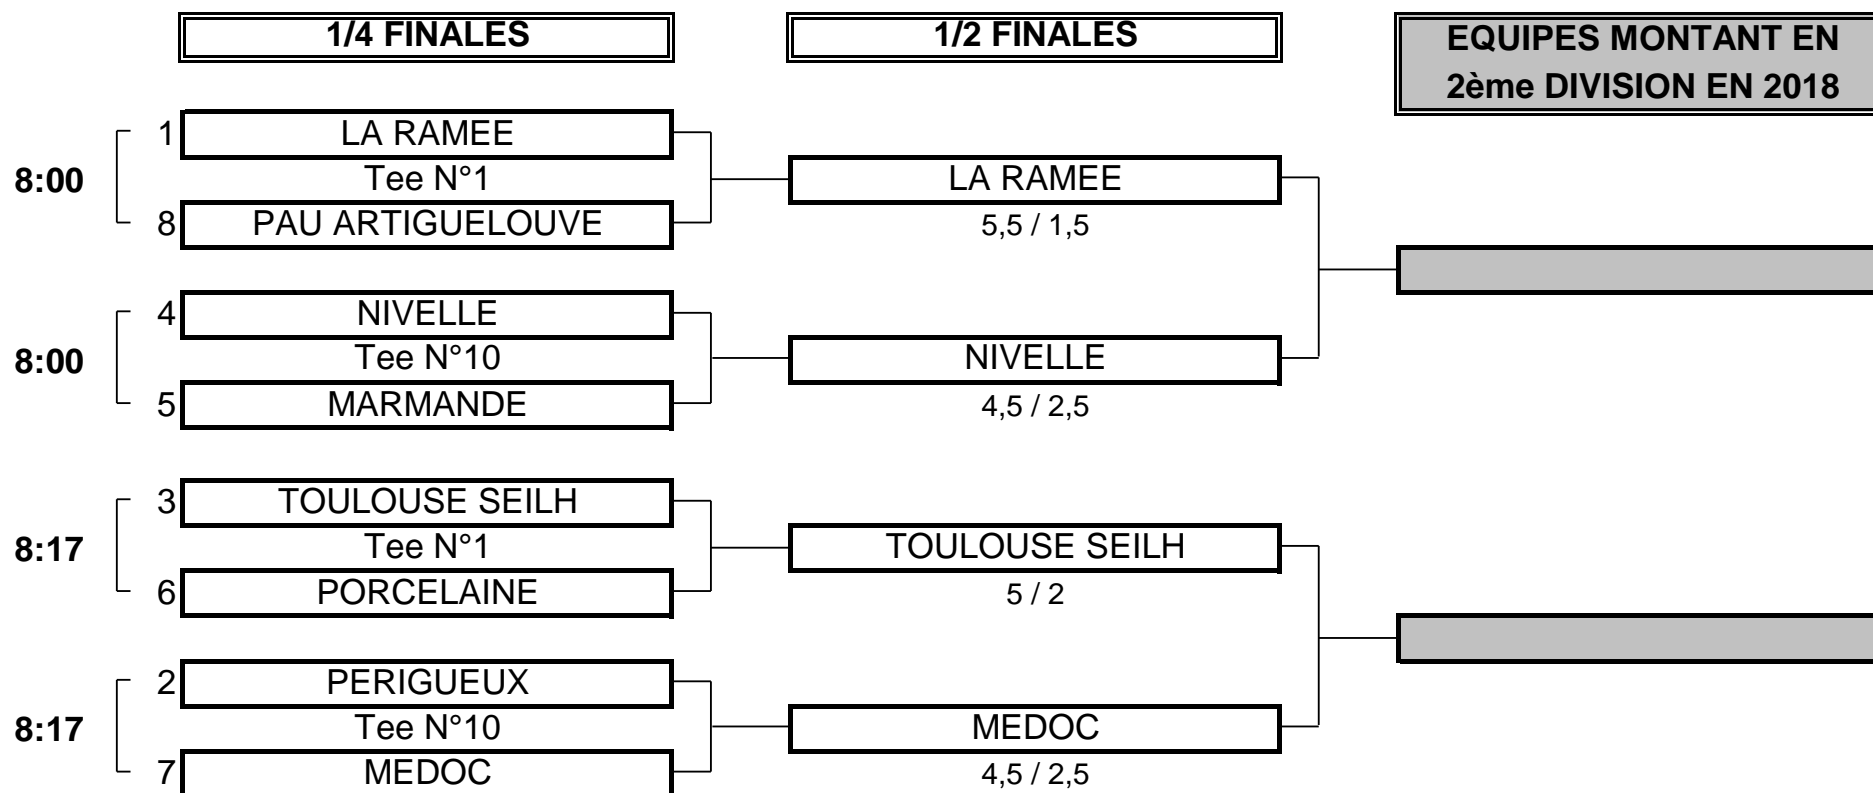 1/4 FINALES
1/2 FINALES
EQUIPES MONTANT EN
2ème DIVISION EN 2018
1 LA RAMEE
8:00 Tee N°1
8 PAU ARTIGUELOUVE
LA RAMEE
5,5 / 1,5
4 NIVELLE
8:00 Tee N°10
5 MARMANDE
NIVELLE
4,5 / 2,5
3 TOULOUSE SEILH
8:17 Tee N°1
6 PORCELAINE
TOULOUSE SEILH
5 / 2
2 PERIGUEUX
8:17 Tee N°10
7 MEDOC
MEDOC
4,5 / 2,5